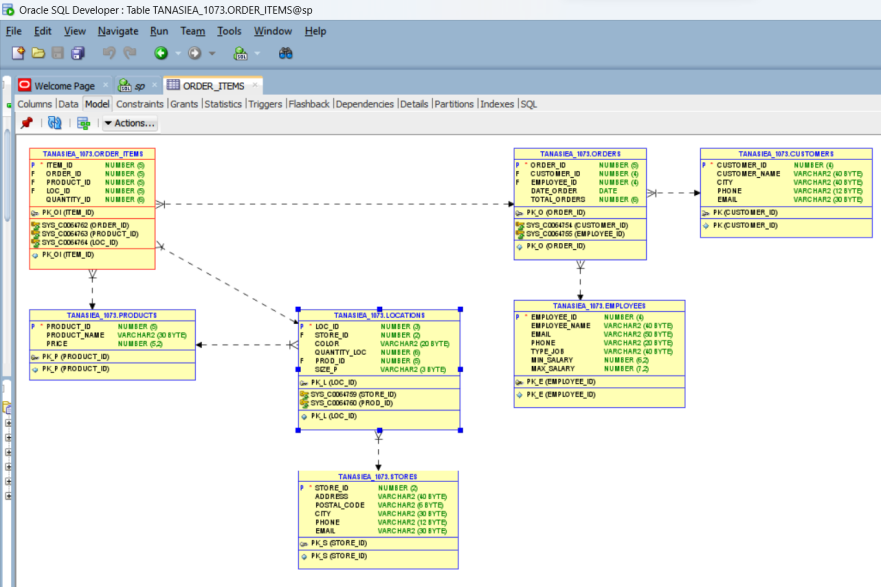 Oracle SQL Developer : Table TANASIEA_1073.ORDER_ITEMS@sp
File Edit View Navigate Run Team Tools Window Help
Welcome Page sp ORDER_ITEMS
Columns Data Model Constraints Grants Statistics Triggers Flashback Dependencies Details Partitions Indexes SQL
Actions...
TANASIEA_1073.ORDER_ITEMS
P * ITEM_ID NUMBER (5)
F ORDER_ID NUMBER (5)
F PRODUCT_ID NUMBER (5)
F LOC_ID NUMBER (5)
QUANTITY_ID NUMBER (6)
PK_OI (ITEM_ID)
SYS_C0064762 (ORDER_ID)
SYS_C0064763 (PRODUCT_ID)
SYS_C0064764 (LOC_ID)
PK_OI (ITEM_ID)
TANASIEA_1073.ORDERS
P * ORDER_ID NUMBER (5)
F CUSTOMER_ID NUMBER (4)
F EMPLOYEE_ID NUMBER (4)
DATE_ORDER DATE
TOTAL_ORDERS NUMBER (6)
PK_O (ORDER_ID)
SYS_C0064754 (CUSTOMER_ID)
SYS_C0064755 (EMPLOYEE_ID)
PK_O (ORDER_ID)
TANASIEA_1073.CUSTOMERS
P * CUSTOMER_ID NUMBER (4)
CUSTOMER_NAME VARCHAR2 (40 BYTE)
CITY VARCHAR2 (40 BYTE)
PHONE VARCHAR2 (12 BYTE)
EMAIL VARCHAR2 (30 BYTE)
PK (CUSTOMER_ID)
PK (CUSTOMER_ID)
TANASIEA_1073.PRODUCTS
P * PRODUCT_ID NUMBER (5)
PRODUCT_NAME VARCHAR2 (30 BYTE)
PRICE NUMBER (5,2)
PK_P (PRODUCT_ID)
PK_P (PRODUCT_ID)
TANASIEA_1073.LOCATIONS
P * LOC_ID NUMBER (3)
F STORE_ID NUMBER (2)
COLOR VARCHAR2 (20 BYTE)
QUANTITY_LOC NUMBER (6)
F PROD_ID NUMBER (5)
SIZE_P VARCHAR2 (3 BYTE)
PK_L (LOC_ID)
SYS_C0064759 (STORE_ID)
SYS_C0064760 (PROD_ID)
PK_L (LOC_ID)
TANASIEA_1073.EMPLOYEES
P * EMPLOYEE_ID NUMBER (4)
EMPLOYEE_NAME VARCHAR2 (40 BYTE)
EMAIL VARCHAR2 (50 BYTE)
PHONE VARCHAR2 (20 BYTE)
TYPE_JOB VARCHAR2 (40 BYTE)
MIN_SALARY NUMBER (6,2)
MAX_SALARY NUMBER (7,2)
PK_E (EMPLOYEE_ID)
PK_E (EMPLOYEE_ID)
TANASIEA_1073.STORES
P * STORE_ID NUMBER (2)
ADDRESS VARCHAR2 (40 BYTE)
POSTAL_CODE VARCHAR2 (6 BYTE)
CITY VARCHAR2 (30 BYTE)
PHONE VARCHAR2 (12 BYTE)
EMAIL VARCHAR2 (30 BYTE)
PK_S (STORE_ID)
PK_S (STORE_ID)